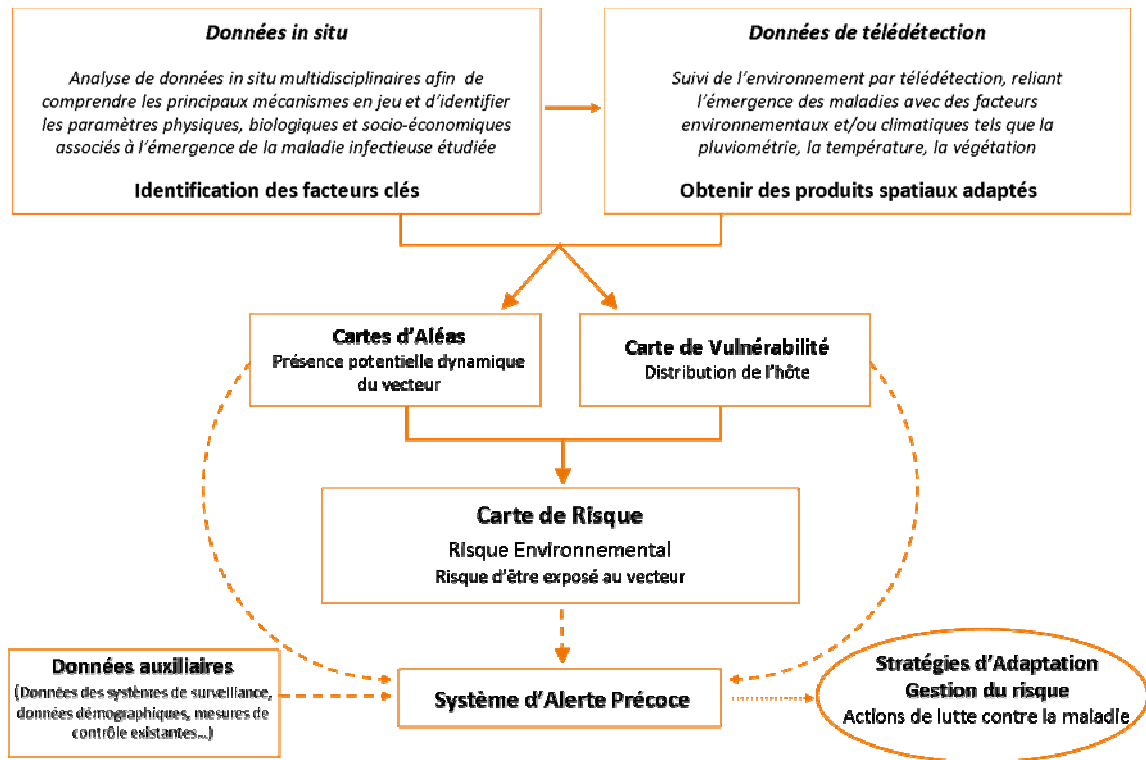 Données in situ
Analyse de données in situ multidisciplinaires afin de
comprendre les principaux mécanismes en jeu et d'identifier
les paramètres physiques, biologiques et socio-économiques
associés à l'émergence de la maladie infectieuse étudiée
Identification des facteurs clés
Données de télédétection
Suivi de l'environnement par télédétection, reliant
l'émergence des maladies avec des facteurs
environnementaux et/ou climatiques tels que la
pluviométrie, la température, la végétation
Obtenir des produits spatiaux adaptés
Cartes d'Aléas
Présence potentielle dynamique
du vecteur
Carte de Vulnérabilité
Distribution de l'hôte
Carte de Risque
Risque Environnemental
Risque d'être exposé au vecteur
Données auxiliaires
(Données des systèmes de surveillance,
données démographiques, mesures de
contrôle existantes...)
Système d'Alerte Précoce
Stratégies d'Adaptation
Gestion du risque
Actions de lutte contre la maladie